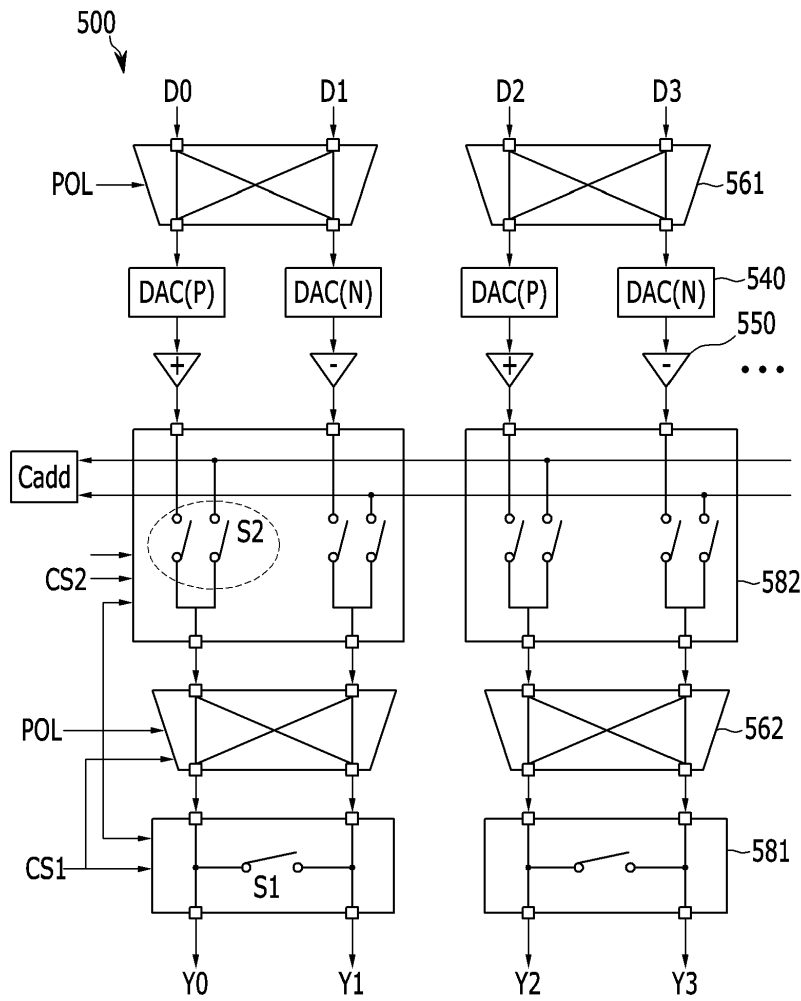 500
D0 D1 D2 D3
POL 561
DAC(P) DAC(N) DAC(P) DAC(N) 540
550
+ - + - •••
Cadd
S2
CS2 582
POL 562
CS1 S1 581
Y0 Y1 Y2 Y3